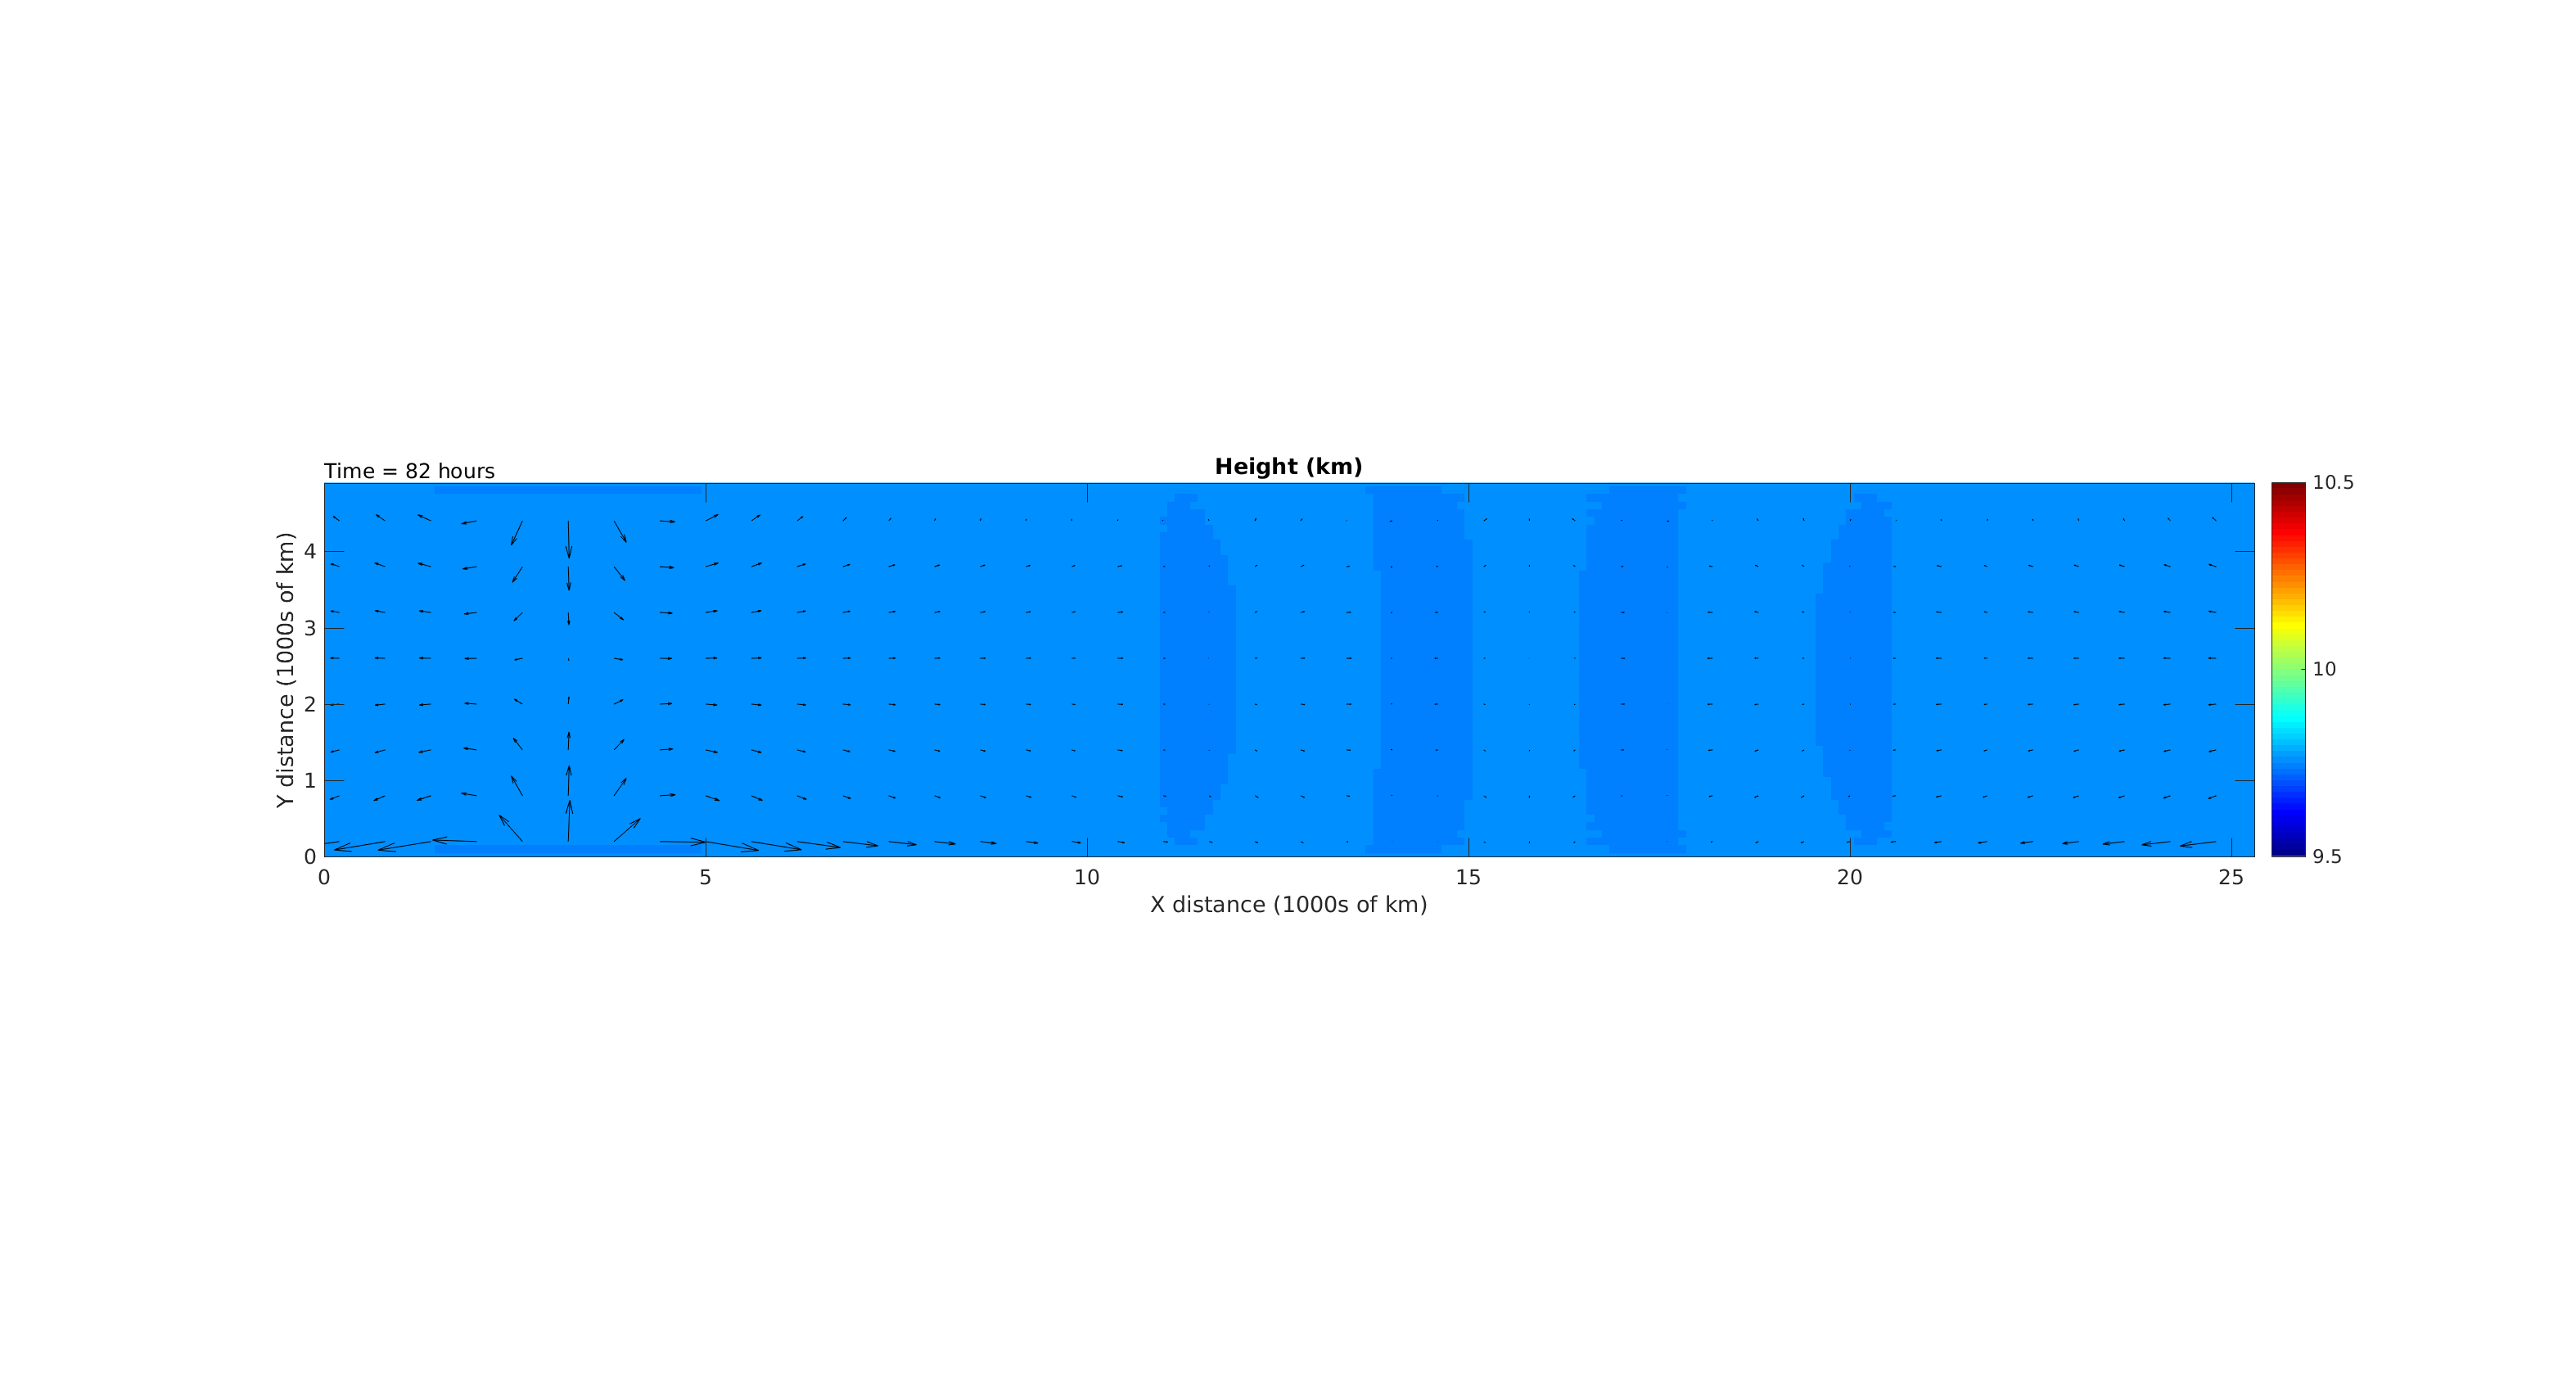 Time = 82 hours
Height (km)
10.5
10
9.5
Y distance (1000s of km)
4
3
2
1
0
0 5 10 15 20 25
X distance (1000s of km)